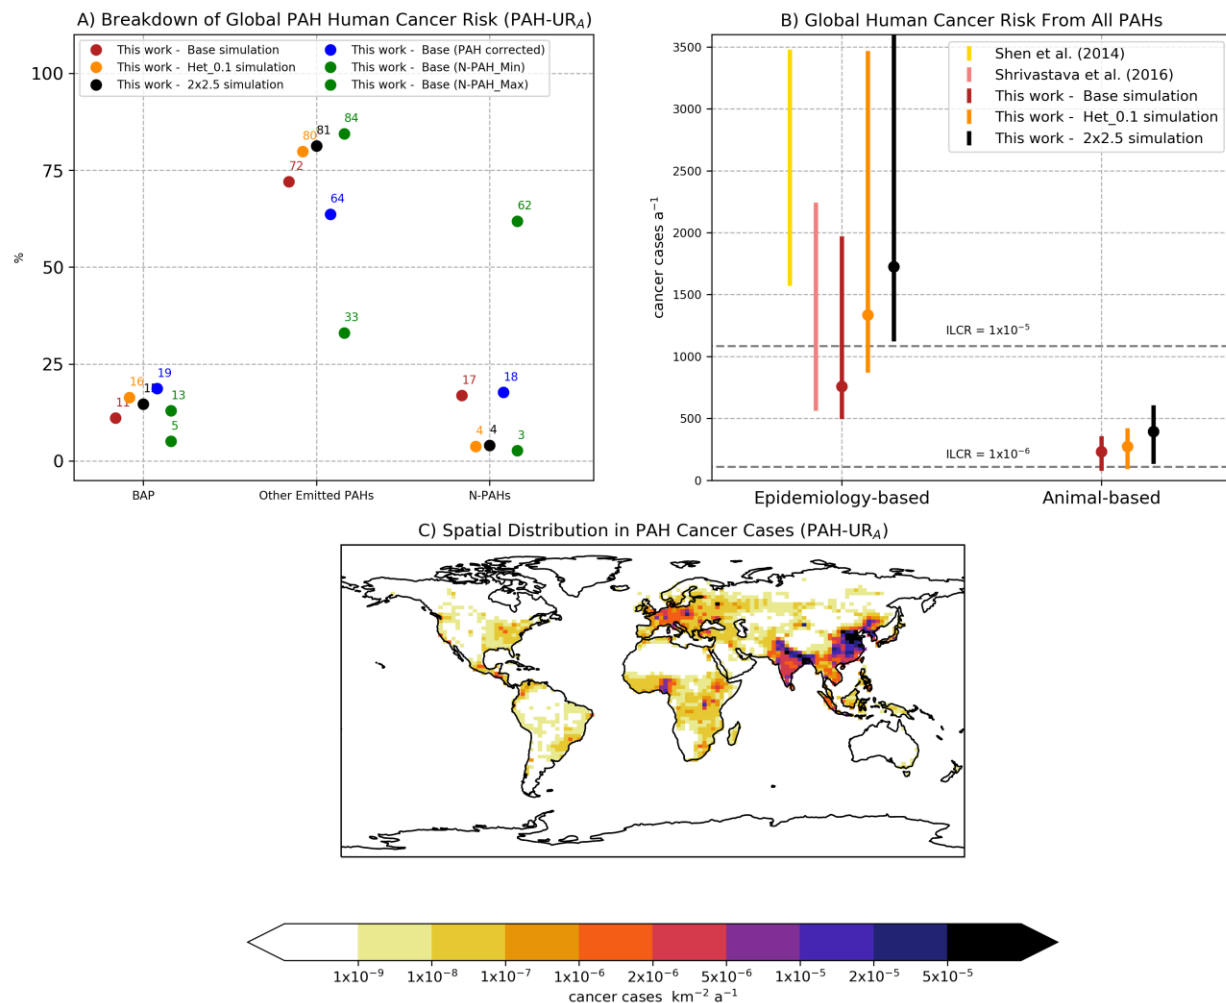 A) Breakdown of Global PAH Human Cancer Risk (PAH-UR_A)
This work - Base simulation
This work - Het_0.1 simulation
This work - 2x2.5 simulation
This work - Base (PAH corrected)
This work - Base (N-PAH_Min)
This work - Base (N-PAH_Max)
%
100
75
50
25
0
11
16
19
13
5
72
80
81
64
84
33
17
4
4
18
62
3
BAP
Other Emitted PAHs
N-PAHs
B) Global Human Cancer Risk From All PAHs
Shen et al. (2014)
Shrivastava et al. (2016)
This work - Base simulation
This work - Het_0.1 simulation
This work - 2x2.5 simulation
cancer cases a⁻¹
3500
3000
2500
2000
1500
1000
500
0
ILCR = 1x10⁻⁵
ILCR = 1x10⁻⁶
Epidemiology-based
Animal-based
C) Spatial Distribution in PAH Cancer Cases (PAH-UR_A)
1x10⁻⁹
1x10⁻⁸
1x10⁻⁷
1x10⁻⁶
2x10⁻⁶
5x10⁻⁶
1x10⁻⁵
2x10⁻⁵
5x10⁻⁵
cancer cases km⁻² a⁻¹